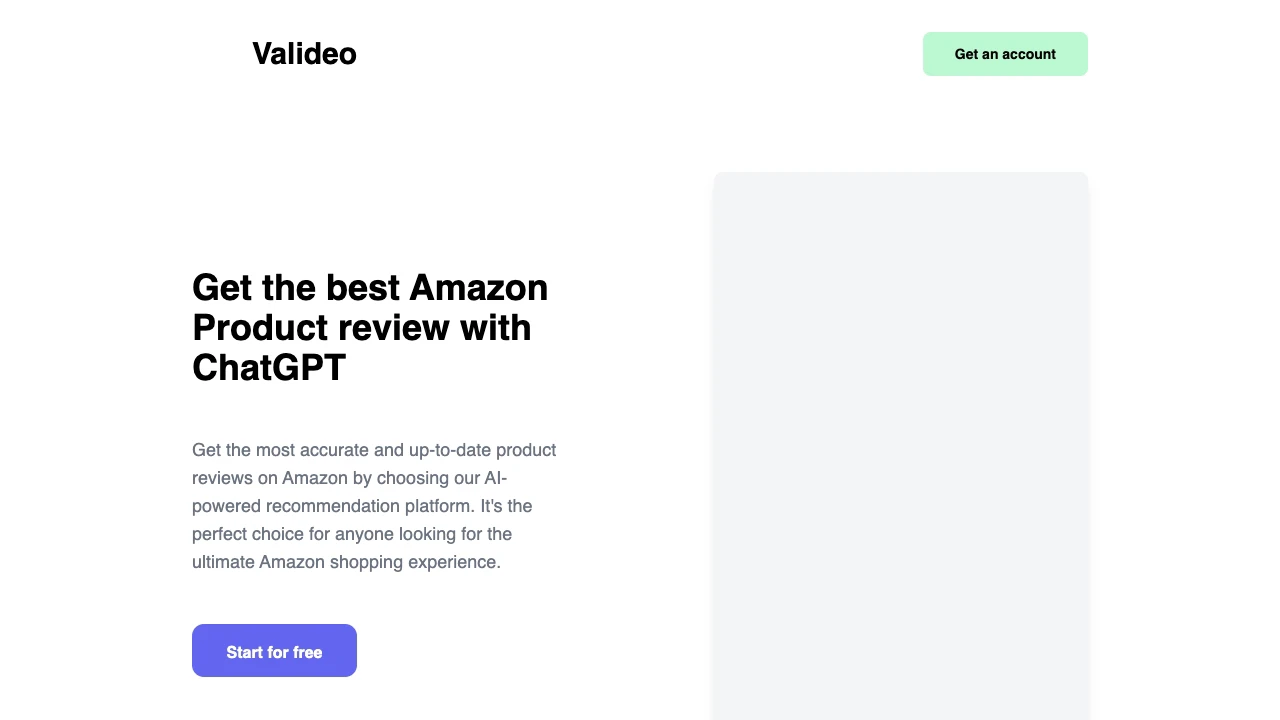 Valideo
Get an account
Get the best Amazon
Product review with
ChatGPT
Get the most accurate and up-to-date product
reviews on Amazon by choosing our AI-
powered recommendation platform. It's the
perfect choice for anyone looking for the
ultimate Amazon shopping experience.
Start for free